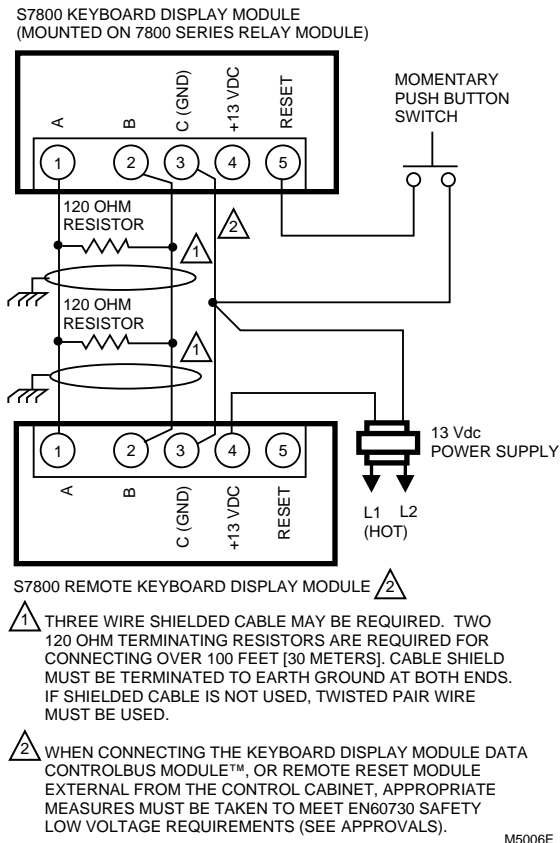 S7800 KEYBOARD DISPLAY MODULE
(MOUNTED ON 7800 SERIES RELAY MODULE)
MOMENTARY
PUSH BUTTON
SWITCH
A
B
C (GND)
+13 VDC
RESET
1
2
3
4
5
120 OHM
RESISTOR
1
2
120 OHM
RESISTOR
1
1
2
3
4
5
A
B
C (GND)
+13 VDC
RESET
13 Vdc
POWER SUPPLY
L1
(HOT)
L2
S7800 REMOTE KEYBOARD DISPLAY MODULE 2
1 THREE WIRE SHIELDED CABLE MAY BE REQUIRED. TWO
120 OHM TERMINATING RESISTORS ARE REQUIRED FOR
CONNECTING OVER 100 FEET [30 METERS]. CABLE SHIELD
MUST BE TERMINATED TO EARTH GROUND AT BOTH ENDS.
IF SHIELDED CABLE IS NOT USED, TWISTED PAIR WIRE
MUST BE USED.
2 WHEN CONNECTING THE KEYBOARD DISPLAY MODULE DATA
CONTROLBUS MODULE™, OR REMOTE RESET MODULE
EXTERNAL FROM THE CONTROL CABINET, APPROPRIATE
MEASURES MUST BE TAKEN TO MEET EN60730 SAFETY
LOW VOLTAGE REQUIREMENTS (SEE APPROVALS).
M5006E